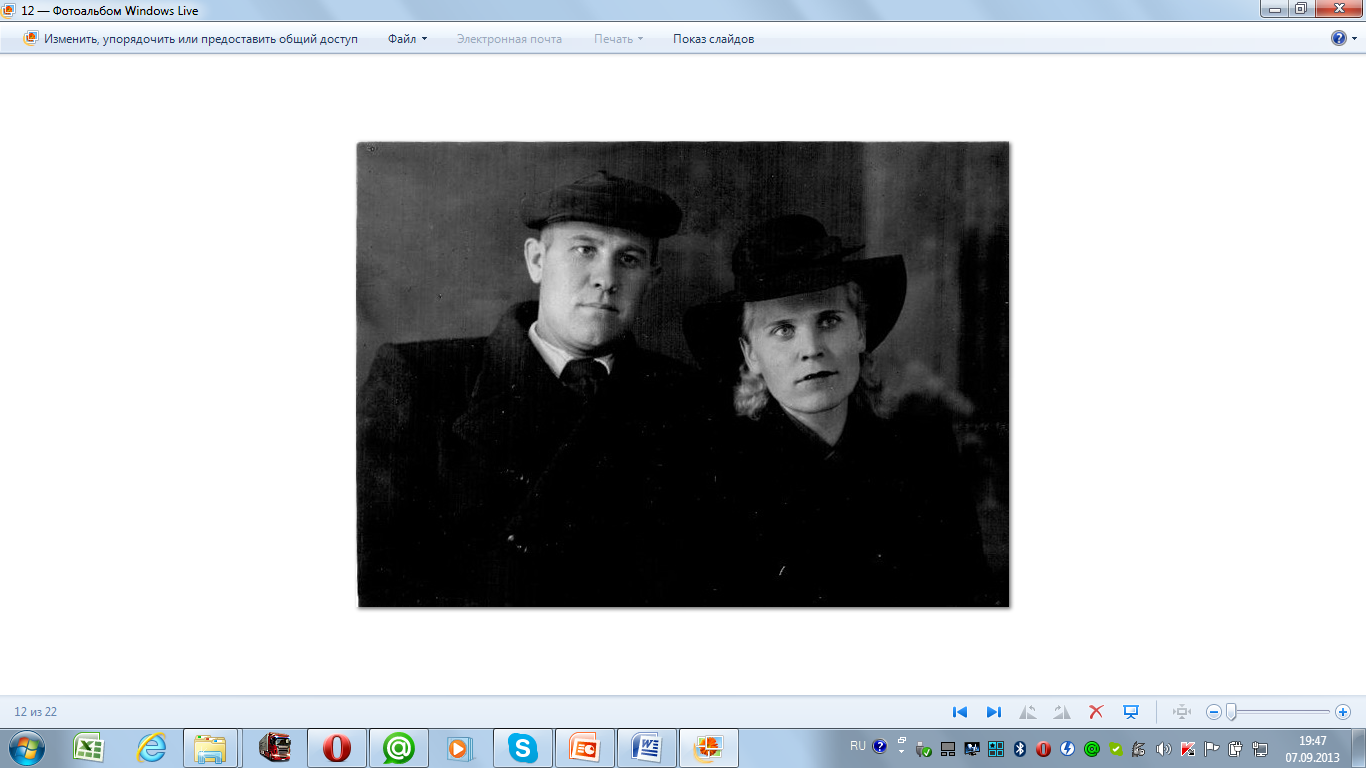 12 — Фотоальбом Windows Live
Изменить, упорядочить или предоставить общий доступ Файл Электронная почта Печать Показ слайдов
12 из 22
RU 19:47
07.09.2013